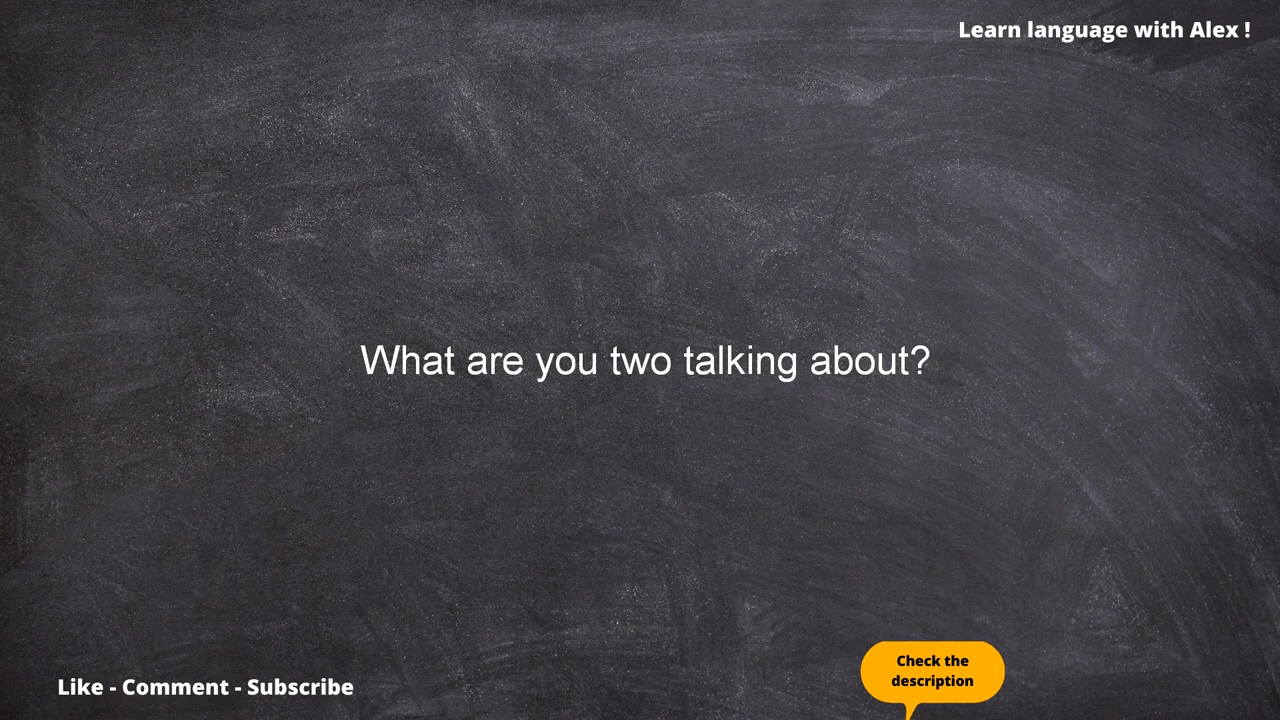 Learn language with Alex !
What are you two talking about?
Check the
description
Like - Comment - Subscribe